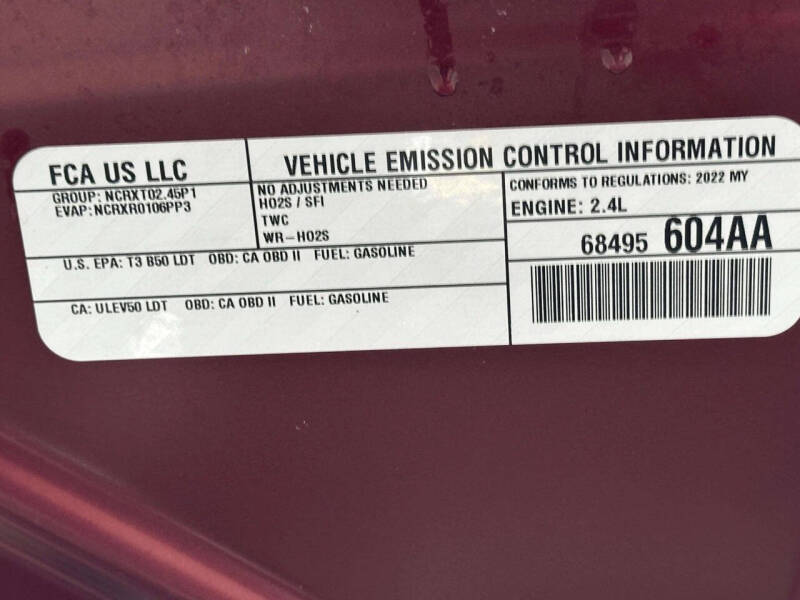 FCA US LLC
VEHICLE EMISSION CONTROL INFORMATION
GROUP: NCRXT02.45P1
EVAP:NCRXR0106PP3
NO ADJUSTMENTS NEEDED
HO2S / SFI
TWC
WR-HO2S
CONFORMS TO REGULATIONS: 2022 MY
ENGINE: 2.4L
68495 604AA
U.S. EPA: T3 B50 LDT OBD: CA OBD II FUEL: GASOLINE
CA: ULEV50 LDT OBD: CA OBD II FUEL: GASOLINE